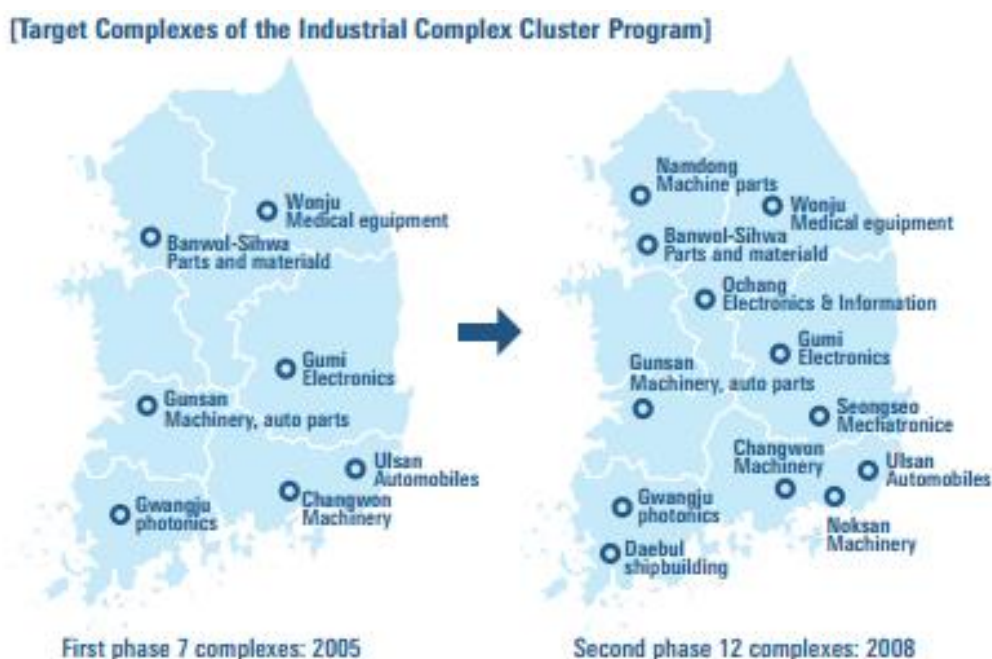 [Target Complexes of the Industrial Complex Cluster Program]
Wonju
Medical eguipment
Banwol-Sihwa
Parts and materiald
Gumi
Electronics
Gunsan
Machinery, auto parts
Ulsan
Automobiles
Changwon
Machinery
Gwangju
photonics
First phase 7 complexes: 2005
Namdong
Machine parts
Wonju
Medical eguipment
Banwol-Sihwa
Parts and materiald
Ochang
Electronics & Information
Gumi
Electronics
Gunsan
Machinery, auto parts
Seongseo
Mechatronice
Changwon
Machinery
Ulsan
Automobiles
Gwangju
photonics
Noksan
Machinery
Daebul
shipbuilding
Second phase 12 complexes: 2008